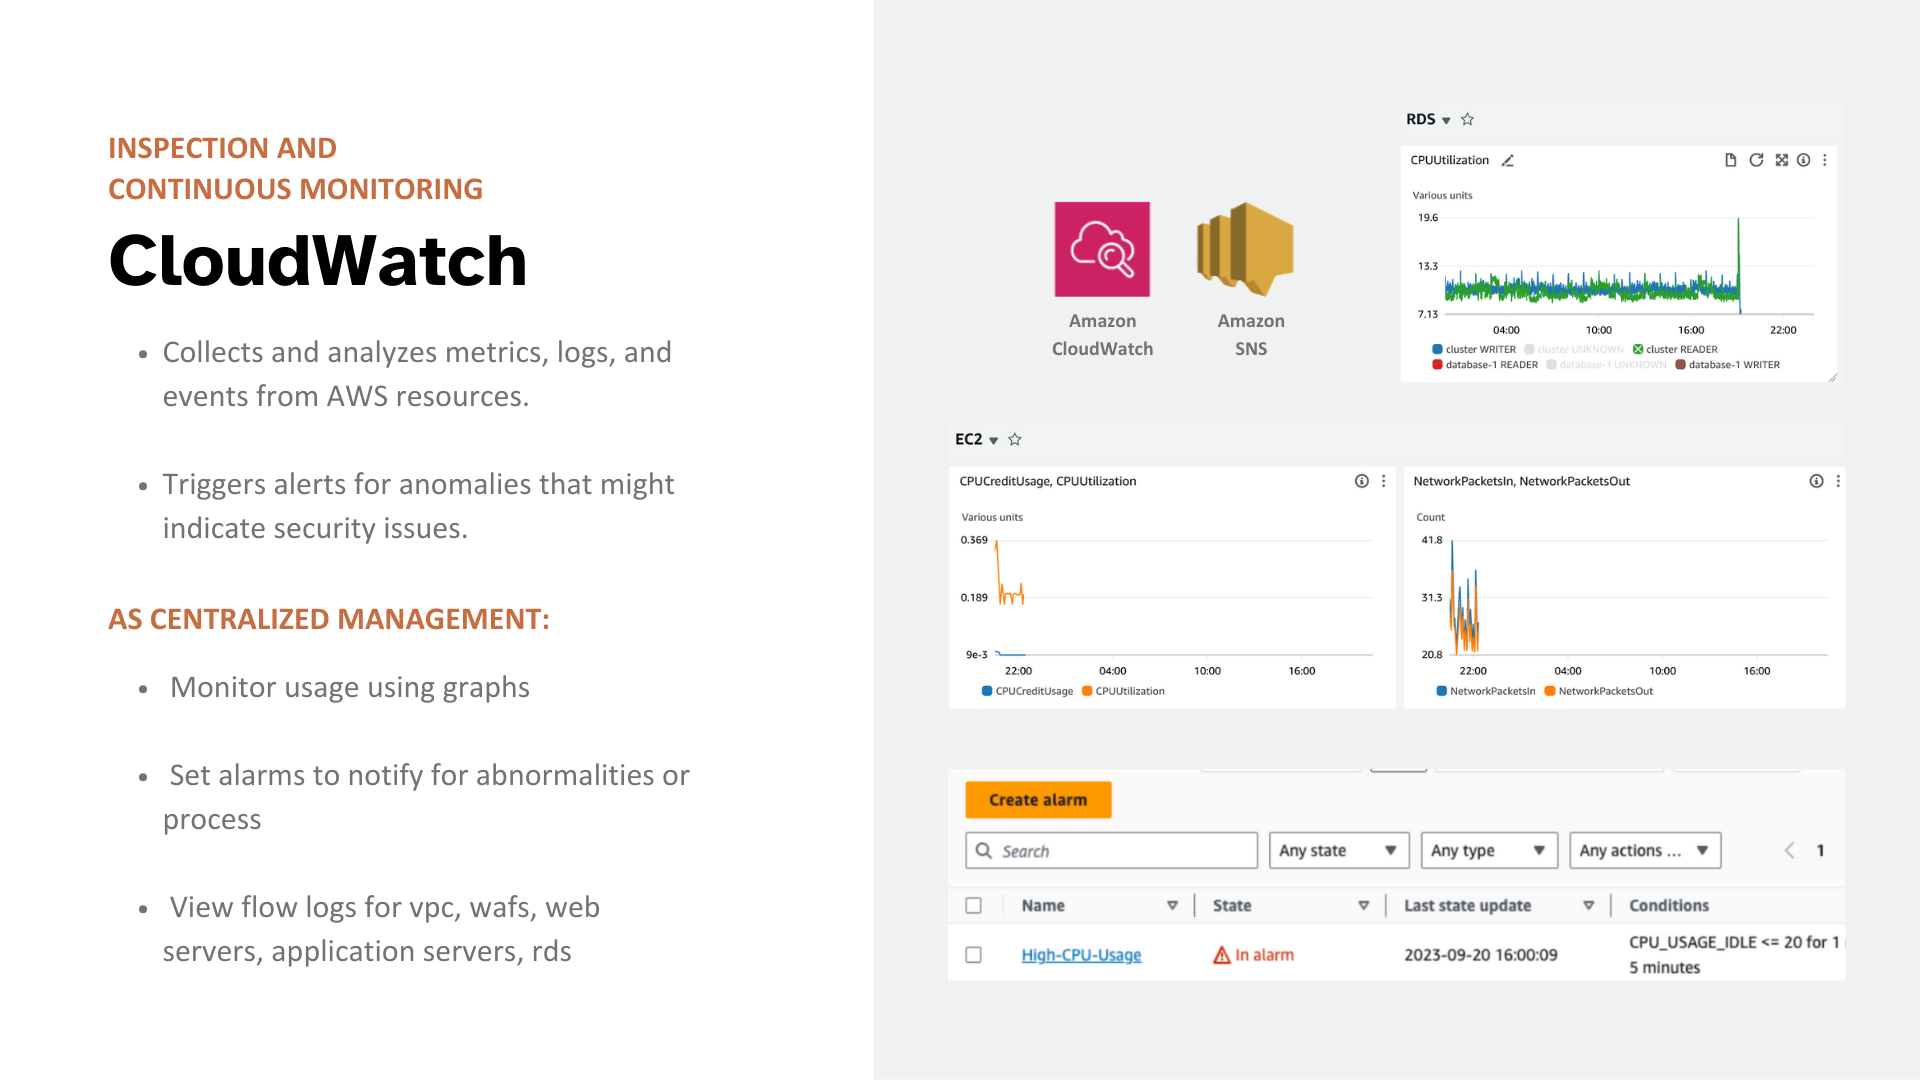 INSPECTION AND
CONTINUOUS MONITORING
CloudWatch
• Collects and analyzes metrics, logs, and
events from AWS resources.
• Triggers alerts for anomalies that might
indicate security issues.
AS CENTRALIZED MANAGEMENT:
• Monitor usage using graphs
• Set alarms to notify for abnormalities or
process
• View flow logs for vpc, wafs, web
servers, application servers, rds
Amazon
CloudWatch
Amazon
SNS
RDS
CPUUtilization
Various units
19.6
13.3
7.13
04:00 10:00 16:00 22:00
cluster WRITER cluster UNKNOWN cluster READER
database-1 READER database-1 UNKNOWN database-1 WRITER
EC2
CPUCreditUsage, CPUUtilization
Various units
0.369
0.189
9e-3
22:00 04:00 10:00 16:00
CPUCreditUsage CPUUtilization
NetworkPacketsIn, NetworkPacketsOut
Count
41.8
31.3
20.8
22:00 04:00 10:00 16:00
NetworkPacketsIn NetworkPacketsOut
Create alarm
Search Any state Any type Any actions ... 1
Name State Last state update Conditions
High-CPU-Usage In alarm 2023-09-20 16:00:09 CPU_USAGE_IDLE <= 20 for 1
5 minutes